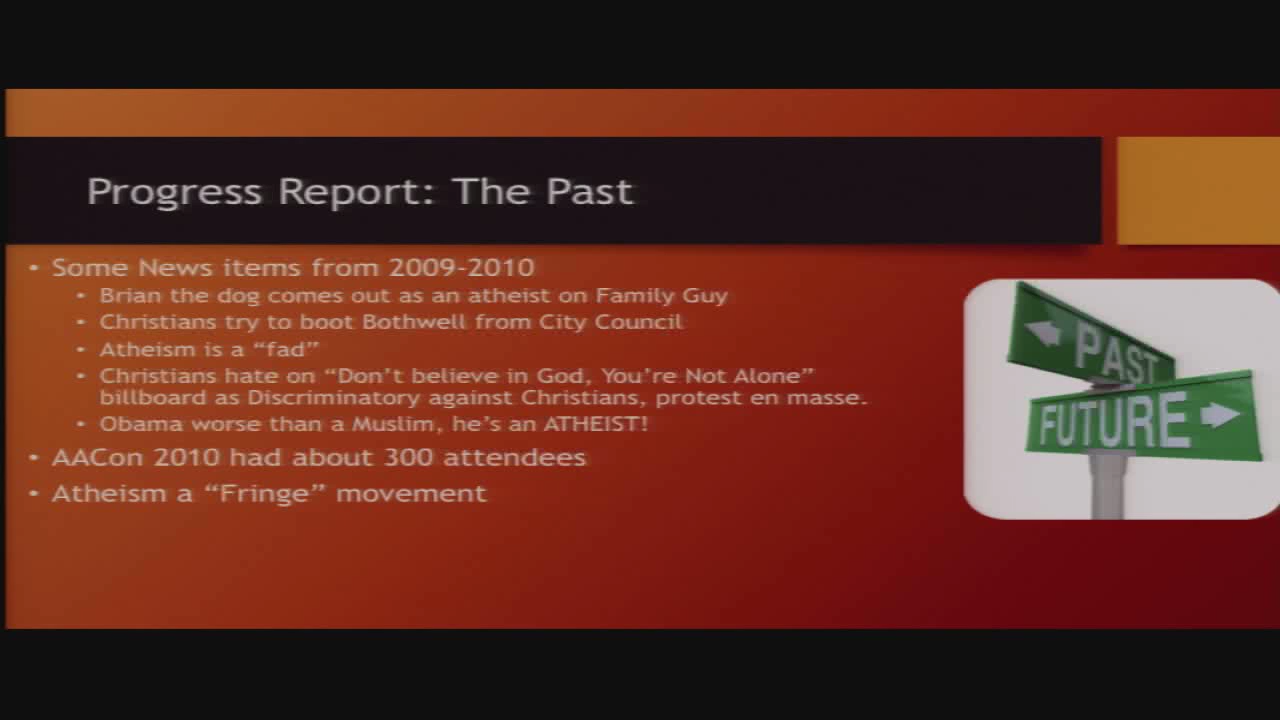 Progress Report: The Past
• Some News items from 2009-2010
• Brian the dog comes out as an atheist on Family Guy
• Christians try to boot Bothwell from City Council
• Atheism is a “fad”
• Christians hate on “Don’t believe in God, You’re Not Alone”
billboard as Discriminatory against Christians, protest en masse.
• Obama worse than a Muslim, he’s an ATHEIST!
• AACon 2010 had about 300 attendees
• Atheism a “Fringe” movement
PAST
FUTURE